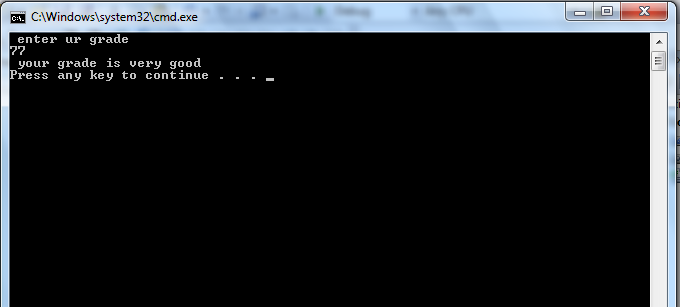 C:\Windows\system32\cmd.exe
enter ur grade
77
your grade is very good
Press any key to continue . . .